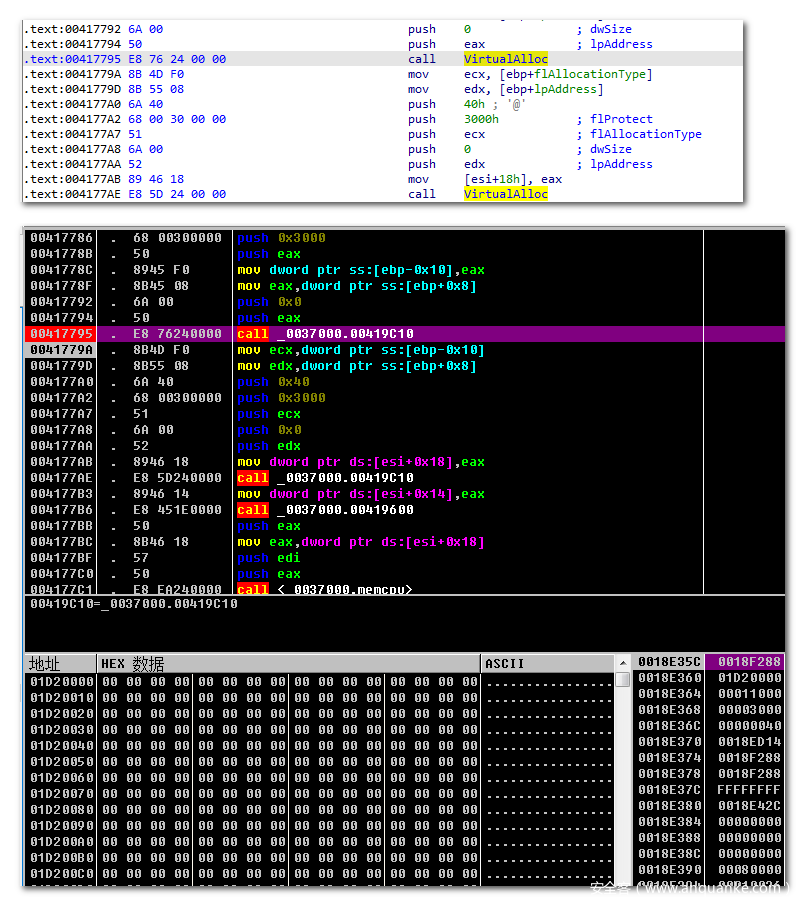 .text:00417792 6A 00 push 0 ; dwSize
.text:00417794 50 push eax ; lpAddress
.text:00417795 E8 76 24 00 00 call VirtualAlloc
.text:0041779A 8B 4D F0 mov ecx, [ebp+flAllocationType]
.text:0041779D 8B 55 08 mov edx, [ebp+lpAddress]
.text:004177A0 6A 40 push 40h ; '@'
.text:004177A2 68 00 30 00 00 push 3000h ; flProtect
.text:004177A7 51 push ecx ; flAllocationType
.text:004177A8 6A 00 push 0 ; dwSize
.text:004177AA 52 push edx ; lpAddress
.text:004177AB 89 46 18 mov [esi+18h], eax
.text:004177AE E8 5D 24 00 00 call VirtualAlloc
00417786 . 68 00300000 push 0x3000
0041778B . 50 push eax
0041778C . 8945 F0 mov dword ptr ss:[ebp-0x10],eax
0041778F . 8B45 08 mov eax,dword ptr ss:[ebp+0x8]
00417792 . 6A 00 push 0x0
00417794 . 50 push eax
00417795 . E8 76240000 call _0037000.00419C10
0041779A . 8B4D F0 mov ecx,dword ptr ss:[ebp-0x10]
0041779D . 8B55 08 mov edx,dword ptr ss:[ebp+0x8]
004177A0 . 6A 40 push 0x40
004177A2 . 68 00300000 push 0x3000
004177A7 . 51 push ecx
004177A8 . 6A 00 push 0x0
004177AA . 52 push edx
004177AB . 8946 18 mov dword ptr ds:[esi+0x18],eax
004177AE . E8 5D240000 call _0037000.00419C10
004177B3 . 8946 14 mov dword ptr ds:[esi+0x14],eax
004177B6 . E8 451E0000 call _0037000.00419600
004177BB . 50 push eax
004177BC . 8B46 18 mov eax,dword ptr ds:[esi+0x18]
004177BF . 57 push edi
004177C0 . 50 push eax
004177C1 . E8 EA240000 call <_0037000.memcpy>
00419C10=_0037000.00419C10
地址 HEX 数据 ASCII
01D20000 00 00 00 00 00 00 00 00 00 00 00 00 00 00 00 00 ................
01D20010 00 00 00 00 00 00 00 00 00 00 00 00 00 00 00 00 ................
01D20020 00 00 00 00 00 00 00 00 00 00 00 00 00 00 00 00 ................
01D20030 00 00 00 00 00 00 00 00 00 00 00 00 00 00 00 00 ................
01D20040 00 00 00 00 00 00 00 00 00 00 00 00 00 00 00 00 ................
01D20050 00 00 00 00 00 00 00 00 00 00 00 00 00 00 00 00 ................
01D20060 00 00 00 00 00 00 00 00 00 00 00 00 00 00 00 00 ................
01D20070 00 00 00 00 00 00 00 00 00 00 00 00 00 00 00 00 ................
01D20080 00 00 00 00 00 00 00 00 00 00 00 00 00 00 00 00 ................
01D20090 00 00 00 00 00 00 00 00 00 00 00 00 00 00 00 00 ................
01D200A0 00 00 00 00 00 00 00 00 00 00 00 00 00 00 00 00 ................
01D200B0 00 00 00 00 00 00 00 00 00 00 00 00 00 00 00 00 ................
01D200C0 00 00 00 00 00 00 00 00 00 00 00 00 00 00 00 00 ................
0018E35C 0018F288
0018E360 01D20000
0018E364 00011000
0018E368 00003000
0018E36C 00000040
0018E370 0018ED14
0018E374 0018F288
0018E378 0018F288
0018E37C FFFFFFFF
0018E380 0018E42C
0018E384 00000000
0018E388 00000000
0018E38C 00000000
0018E390 00080000
安全客 ( www.anquanke.com )